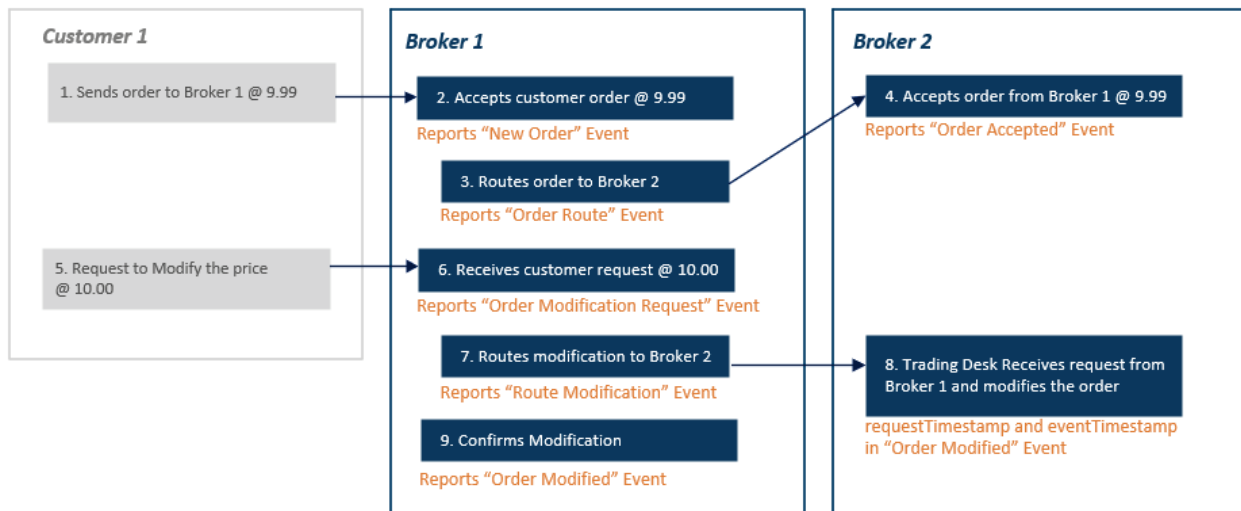 Customer 1
1. Sends order to Broker 1 @ 9.99
5. Request to Modify the price
@ 10.00
Broker 1
2. Accepts customer order @ 9.99
Reports “New Order” Event
3. Routes order to Broker 2
Reports “Order Route” Event
6. Receives customer request @ 10.00
Reports “Order Modification Request” Event
7. Routes modification to Broker 2
Reports “Route Modification” Event
9. Confirms Modification
Reports “Order Modified” Event
Broker 2
4. Accepts order from Broker 1 @ 9.99
Reports “Order Accepted” Event
8. Trading Desk Receives request from
Broker 1 and modifies the order
requestTimestamp and eventTimestamp
in “Order Modified” Event